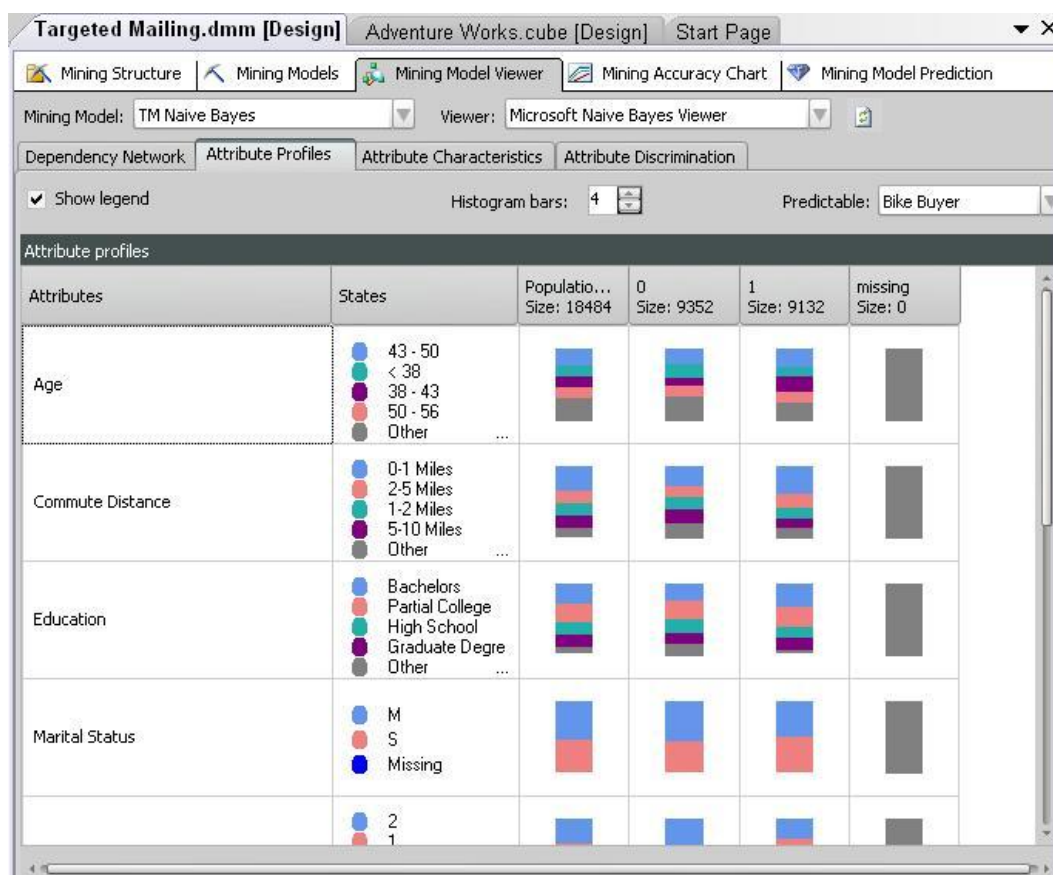 Targeted Mailing.dmm [Design] Adventure Works.cube [Design] Start Page
Mining Structure Mining Models Mining Model Viewer Mining Accuracy Chart Mining Model Prediction
Mining Model: TM Naive Bayes Viewer: Microsoft Naive Bayes Viewer
Dependency Network Attribute Profiles Attribute Characteristics Attribute Discrimination
Show legend Histogram bars: 4 Predictable: Bike Buyer
Attribute profiles
Attributes States Populatio... 0 1 missing
Size: 18484 Size: 9352 Size: 9132 Size: 0
Age
43 - 50
< 38
38 - 43
50 - 56
Other ...
Commute Distance
0-1 Miles
2-5 Miles
1-2 Miles
5-10 Miles
Other ...
Education
Bachelors
Partial College
High School
Graduate Degre
Other ...
Marital Status
M
S
Missing
2
1